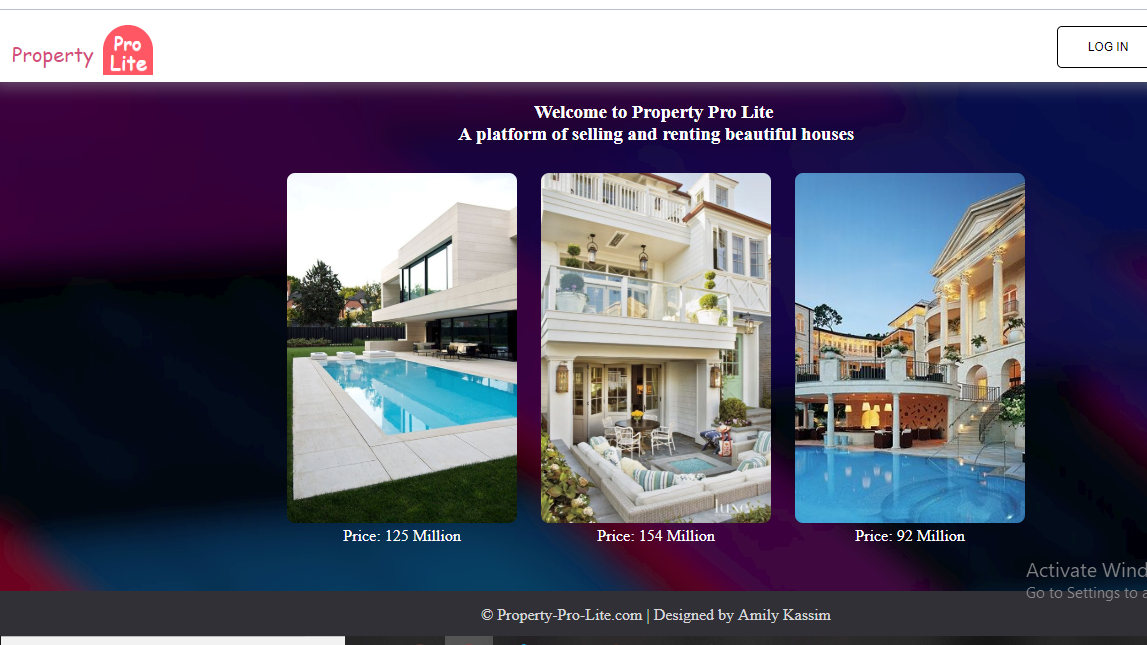 Property
Pro
Lite
LOG IN
Welcome to Property Pro Lite
A platform of selling and renting beautiful houses
luxe
Price: 125 Million
Price: 154 Million
Price: 92 Million
Activate Wind
Go to Settings to a
© Property-Pro-Lite.com | Designed by Amily Kassim